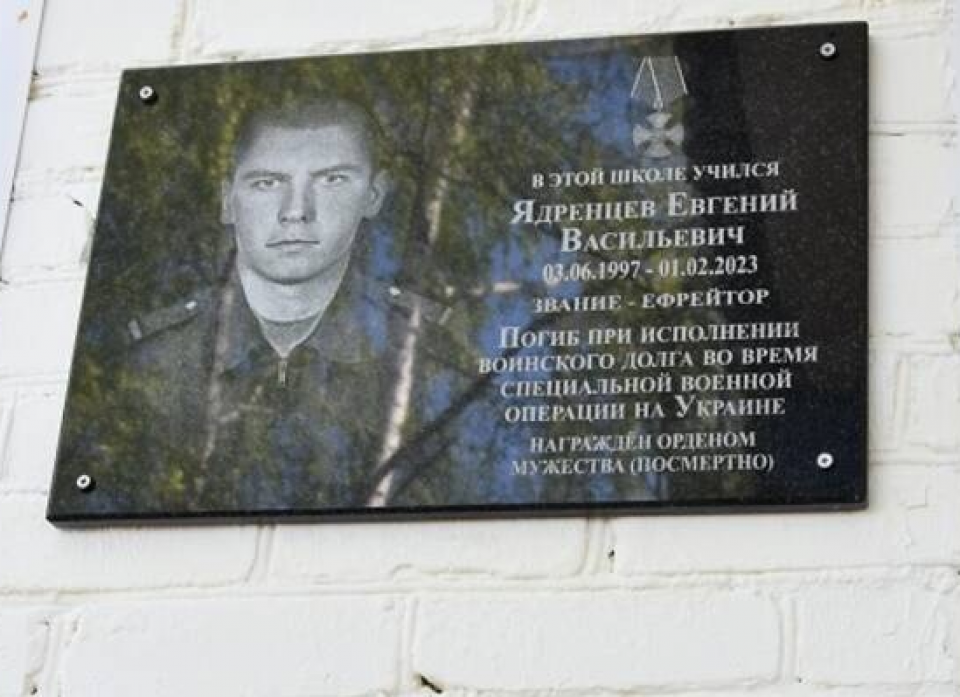 В ЭТОЙ ШКОЛЕ УЧИЛСЯ
ЯДРЕНЦЕВ ЕВГЕНИЙ
ВАСИЛЬЕВИЧ
03.06.1997 - 01.02.2023
ЗВАНИЕ - ЕФРЕЙТОР
ПОГИБ ПРИ ИСПОЛНЕНИИ
ВОИНСКОГО ДОЛГА ВО ВРЕМЯ
СПЕЦИАЛЬНОЙ ВОЕННОЙ
ОПЕРАЦИИ НА УКРАИНЕ
НАГРАЖДЁН ОРДЕНОМ
МУЖЕСТВА (ПОСМЕРТНО)